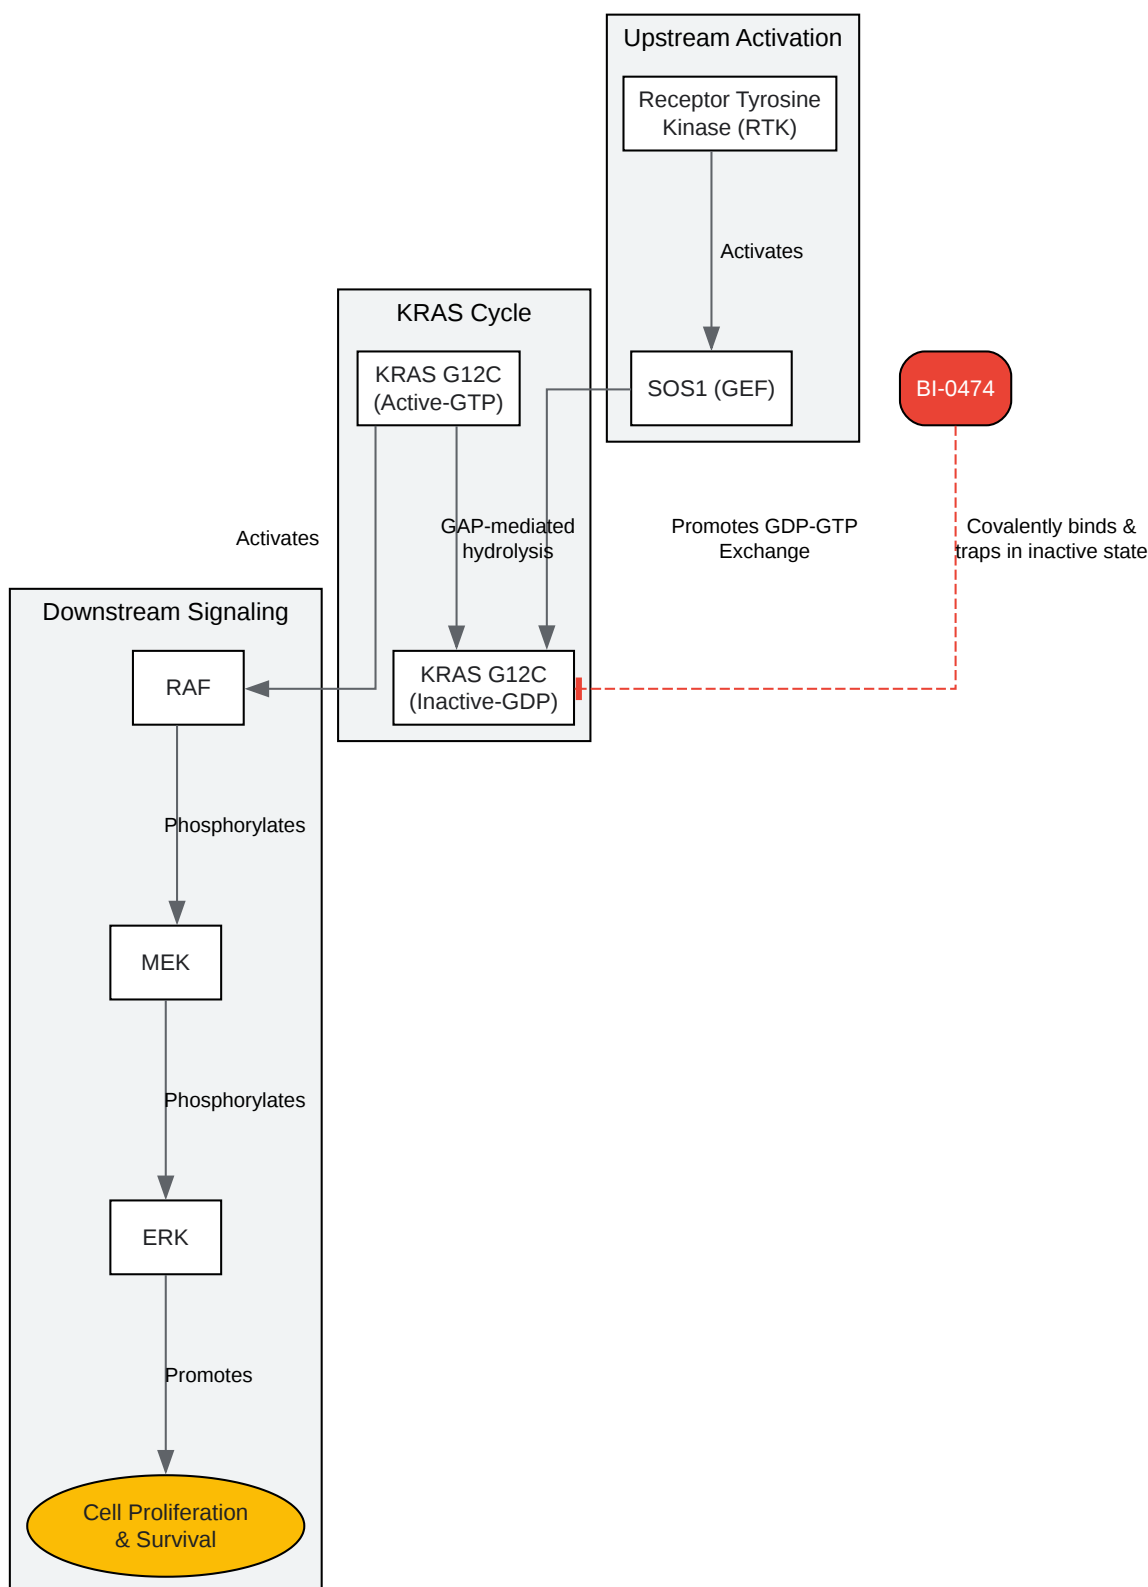 Upstream Activation
Receptor Tyrosine
Kinase (RTK)
Activates
KRAS Cycle
KRAS G12C
(Active-GTP)
SOS1 (GEF)
BI-0474
Activates
GAP-mediated
hydrolysis
Promotes GDP-GTP
Exchange
Covalently binds &
traps in inactive state
Downstream Signaling
RAF
KRAS G12C
(Inactive-GDP)
Phosphorylates
MEK
Phosphorylates
ERK
Promotes
Cell Proliferation
& Survival